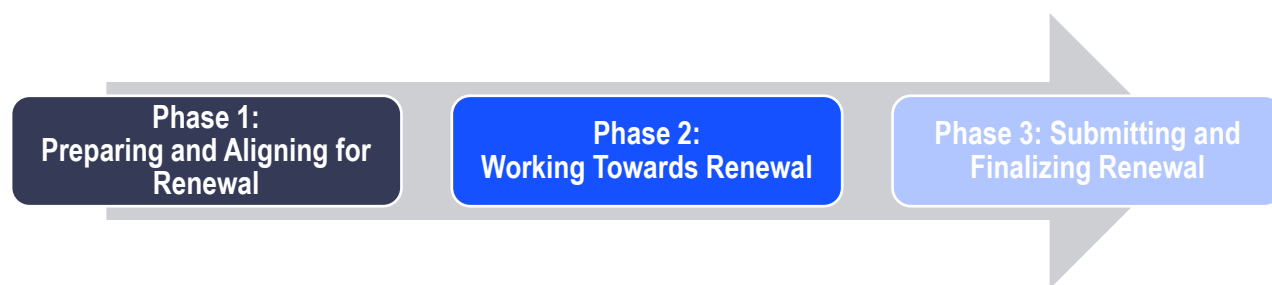 Phase 1:
Preparing and Aligning for
Renewal
Phase 2:
Working Towards Renewal
Phase 3: Submitting and
Finalizing Renewal